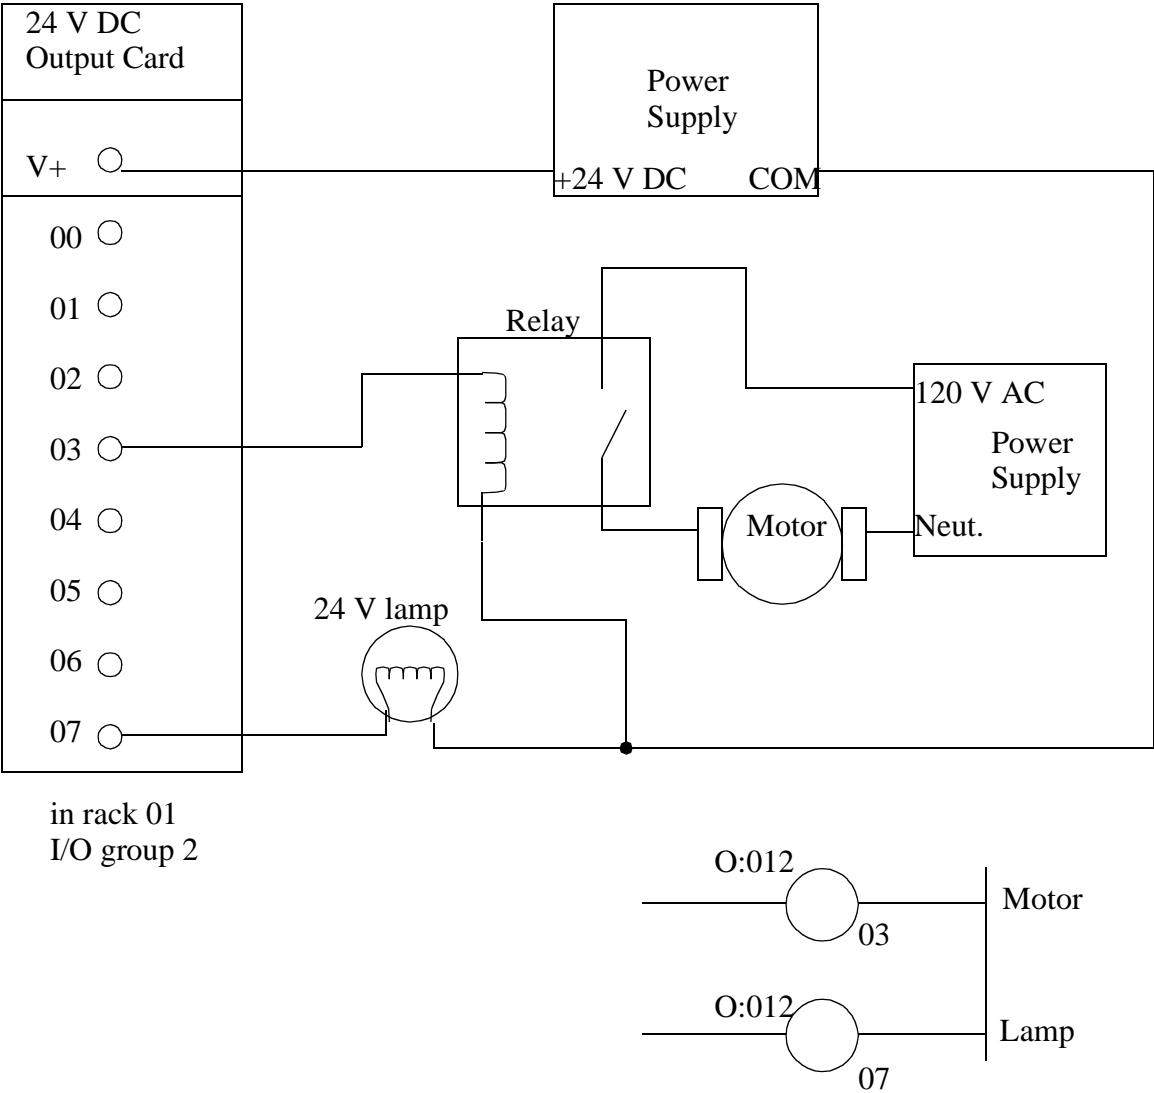 24 V DC
Output Card
V+
00
01
02
03
04
05
06
07
in rack 01
I/O group 2
Power
Supply
+24 V DC
COM
Relay
120 V AC
Power
Supply
Neut.
Motor
24 V lamp
O:012
03
Motor
O:012
07
Lamp